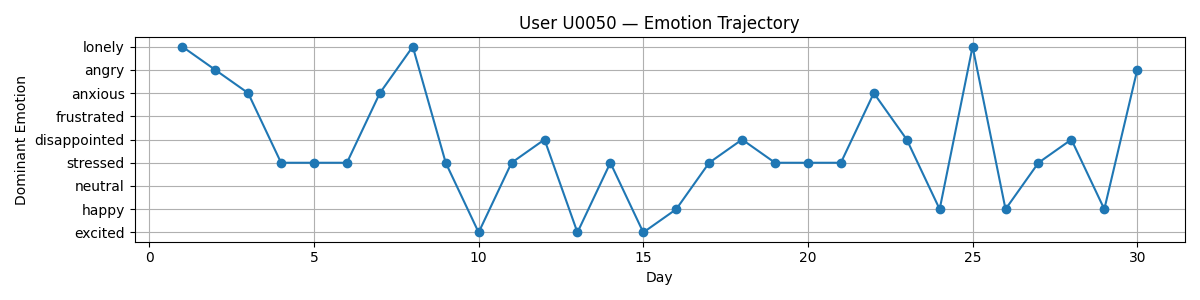 User U0050 — Emotion Trajectory
Dominant Emotion
lonely
angry
anxious
frustrated
disappointed
stressed
neutral
happy
excited
0 5 10 15 20 25 30
Day